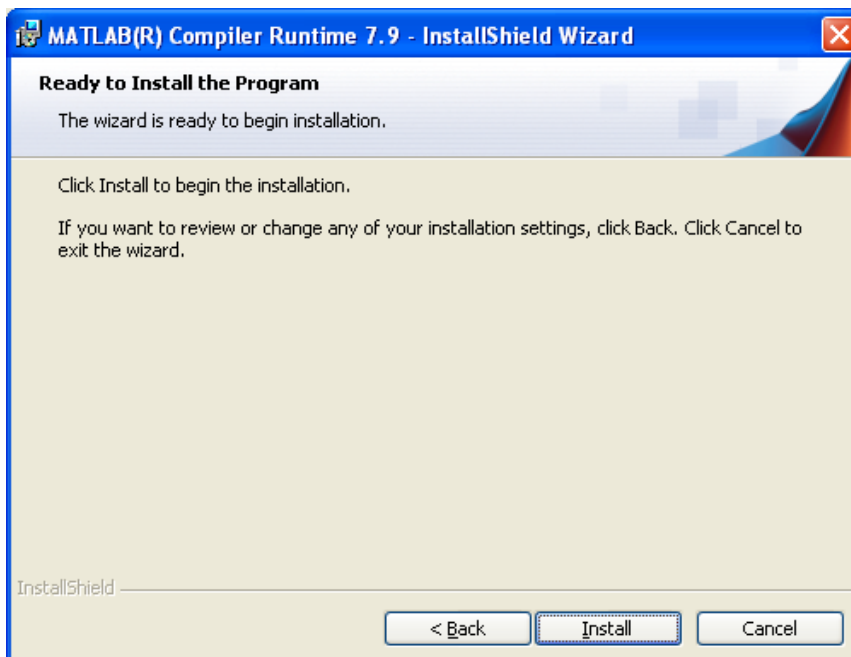 MATLAB(R) Compiler Runtime 7.9 - InstallShield Wizard
Ready to Install the Program
The wizard is ready to begin installation.
Click Install to begin the installation.
If you want to review or change any of your installation settings, click Back. Click Cancel to
exit the wizard.
InstallShield
< Back Install Cancel